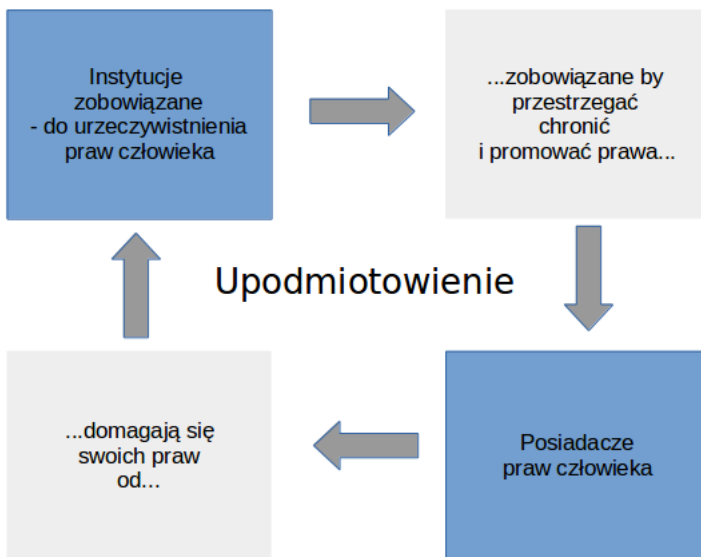 Instytucje
zobowiązane
- do urzeczywistnienia
praw człowieka
...zobowiązane by
przestrzegać
chronić
i promować prawa...
Upodmiotowienie
...domagają się
swoich praw
od...
Posiadacze
praw człowieka